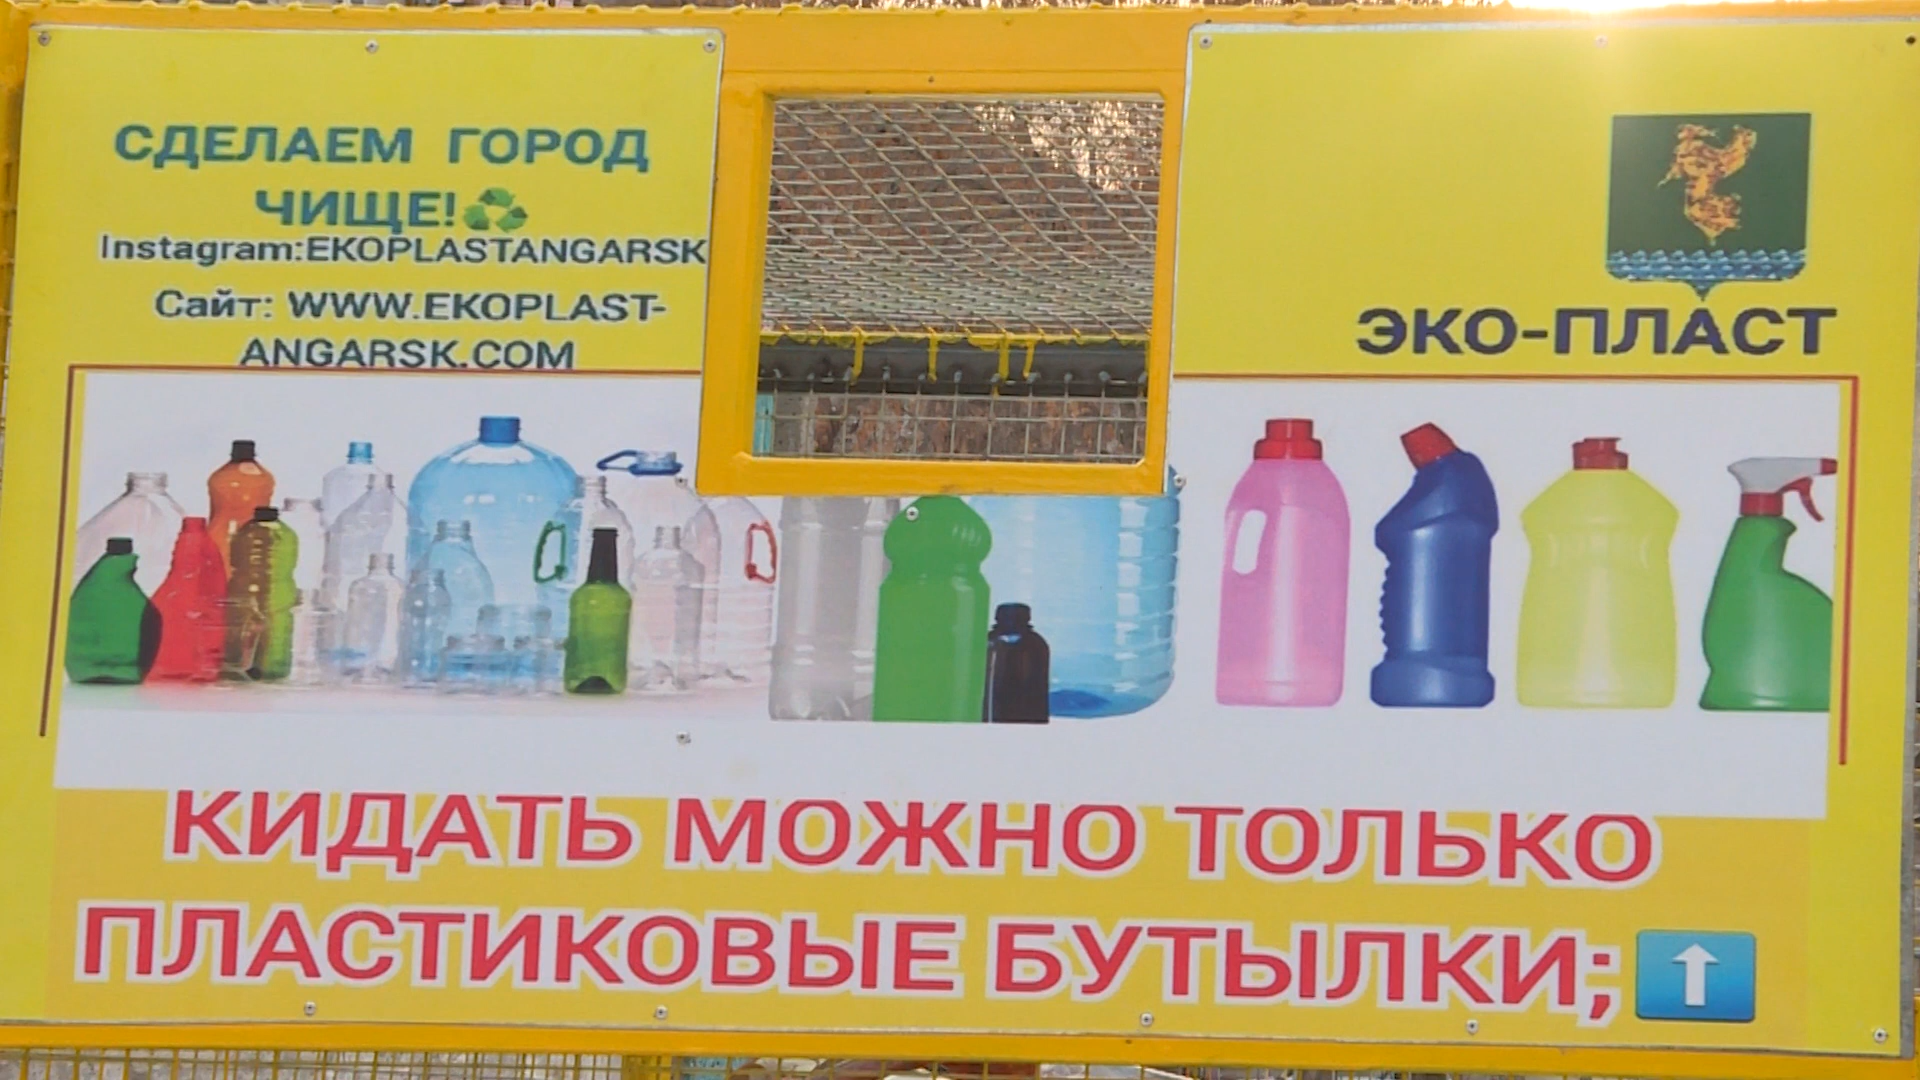 СДЕЛАЕМ ГОРОД
ЧИЩЕ!
Instagram:EKOPLASTANGARSK
Сайт: WWW.EKOPLAST-
ANGARSK.COM
ЭКО-ПЛАСТ
КИДАТЬ МОЖНО ТОЛЬКО
ПЛАСТИКОВЫЕ БУТЫЛКИ;